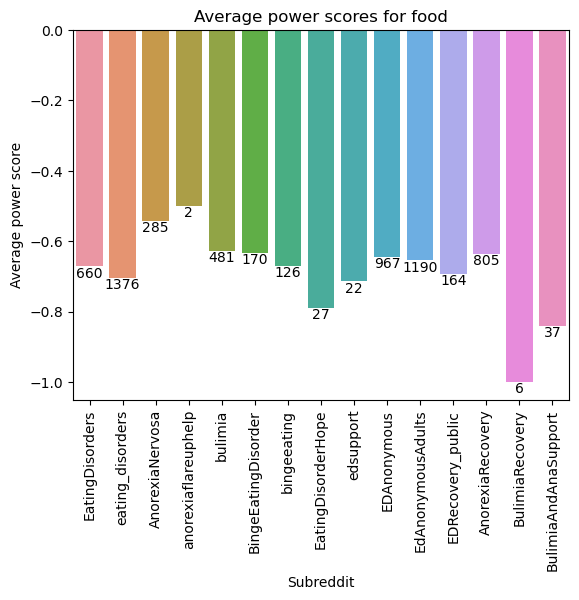 Average power scores for food
Average power score
0.0
−0.2
−0.4
−0.6
−0.8
−1.0
660
1376
285
2
481
170
126
27
22
967
1190
164
805
6
37
EatingDisorders
eating_disorders
AnorexiaNervosa
anorexiaflareuphelp
bulimia
BingeEatingDisorder
bingeeating
EatingDisorderHope
edsupport
EDAnonymous
EdAnonymousAdults
EDRecovery_public
AnorexiaRecovery
BulimiaRecovery
BulimiaAndAnaSupport
Subreddit